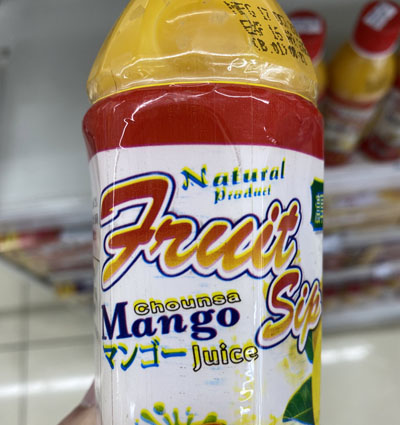 Natural
Product
Fruit
Sip
Chounsa
Mango
マンゴー Juice